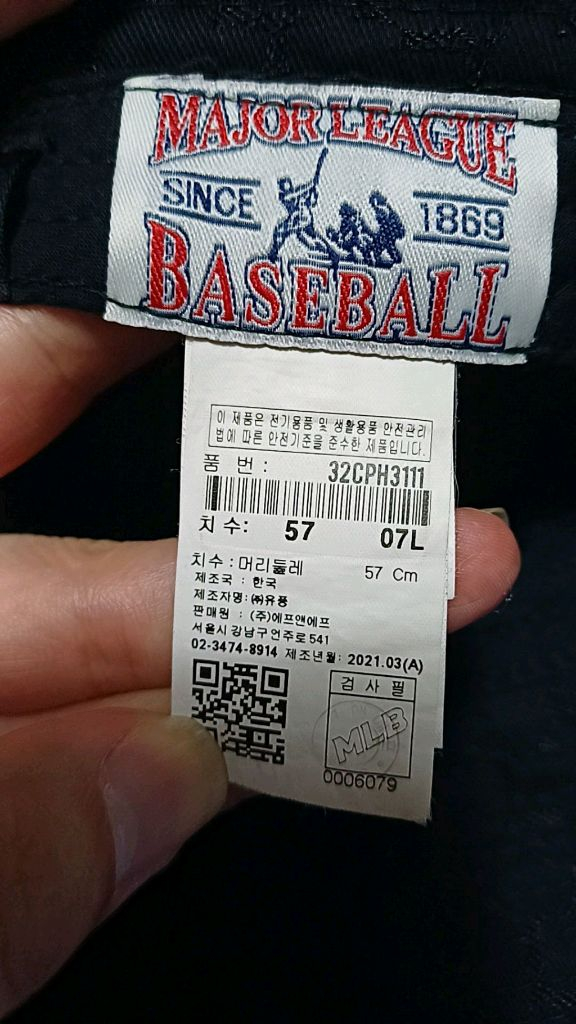 MAJOR LEAGUE
SINCE 1869
BASEBALL
이 제품은 전기용품 및 생활용품 안전관리
법에 따른 안전기준을 준수한 제품입니다.
품 번 : 32CPH3111
치 수: 57 07L
치수 : 머리둘레 57 Cm
제조국 : 한국
제조자명: ㈜유풍
판매원 : (주)에프앤에프
서울시 강남구 언주로 541
02-3474-8914 제조년월: 2021.03(A)
검 사 필
MLB
0006079